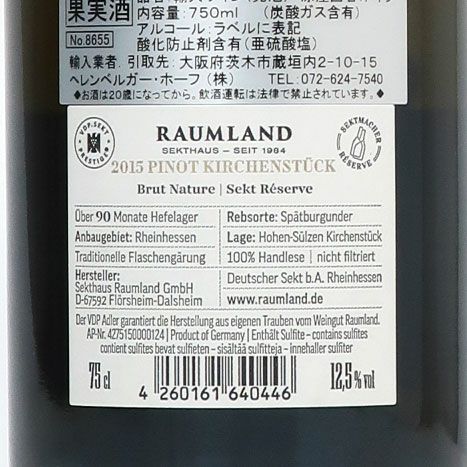 果実酒
No.8655
内容量／750ml （炭酸ガス含有）
アルコール：ラベルに表記
酸化防止剤含有（亜硫酸塩）
輸入業者．引取先：大阪府茨木市蔵垣内2-10-15
ヘレンベルガー・ホーフ（株） TEL. 072-624-7540
◆お酒は20歳になってから。飲酒運転は法律で禁止されています。◆
VDP.SEKT
PRESTIGE
RAUMLAND
SEKTHAUS – SEIT 1984
SEKTMACHER
RÉSERVE
2015 PINOT KIRCHENSTÜCK
Brut Nature | Sekt Réserve
Über 90 Monate Hefelager
Rebsorte: Spätburgunder
Anbaugebiet: Rheinhessen
Lage: Hohen-Sülzen Kirchenstück
Traditionelle Flaschengärung
100% Handlese | nicht filtriert
Hersteller:
Sekthaus Raumland GmbH
D-67592 Flörsheim-Dalsheim
Deutscher Sekt b.A. Rheinhessen
www.raumland.de
Der VDP Adler garantiert die Herstellung aus eigenen Trauben vom Weingut Raumland.
AP-Nr. 4275150000124 | Product of Germany | Enthält Sulfite – contains sulfites
contient sulfites bevat sulfieten – sisältää sulfiitteja – innehaller sulfiter
75 cl
4 260161 640446
12,5% vol